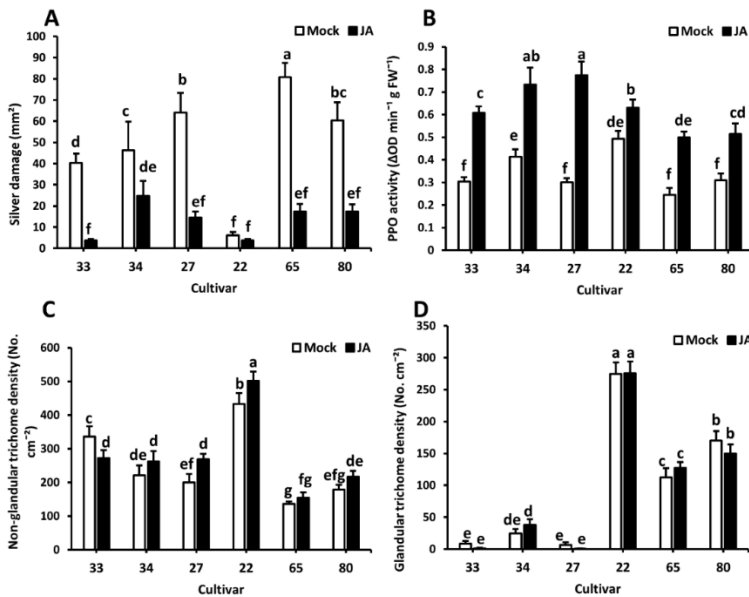 A
Mock JA
Silver damage (mm²)
100
90
80
70
60
50
40
30
20
10
0
d f c de b ef f f a ef bc ef
33 34 27 22 65 80
Cultivar
B
Mock JA
PPO activity (ΔOD min⁻¹ g FW⁻¹)
0.9
0.8
0.7
0.6
0.5
0.4
0.3
0.2
0.1
0
f c e ab f a de b f de f cd
33 34 27 22 65 80
Cultivar
C
Mock JA
Non-glandular trichome density (No.
cm⁻²)
600
500
400
300
200
100
0
c d de d ef d b a g fg efg de
33 34 27 22 65 80
Cultivar
D
Mock JA
Glandular trichome density (No. cm⁻²)
350
300
250
200
150
100
50
0
e e de d e e a a c c b b
33 34 27 22 65 80
Cultivar